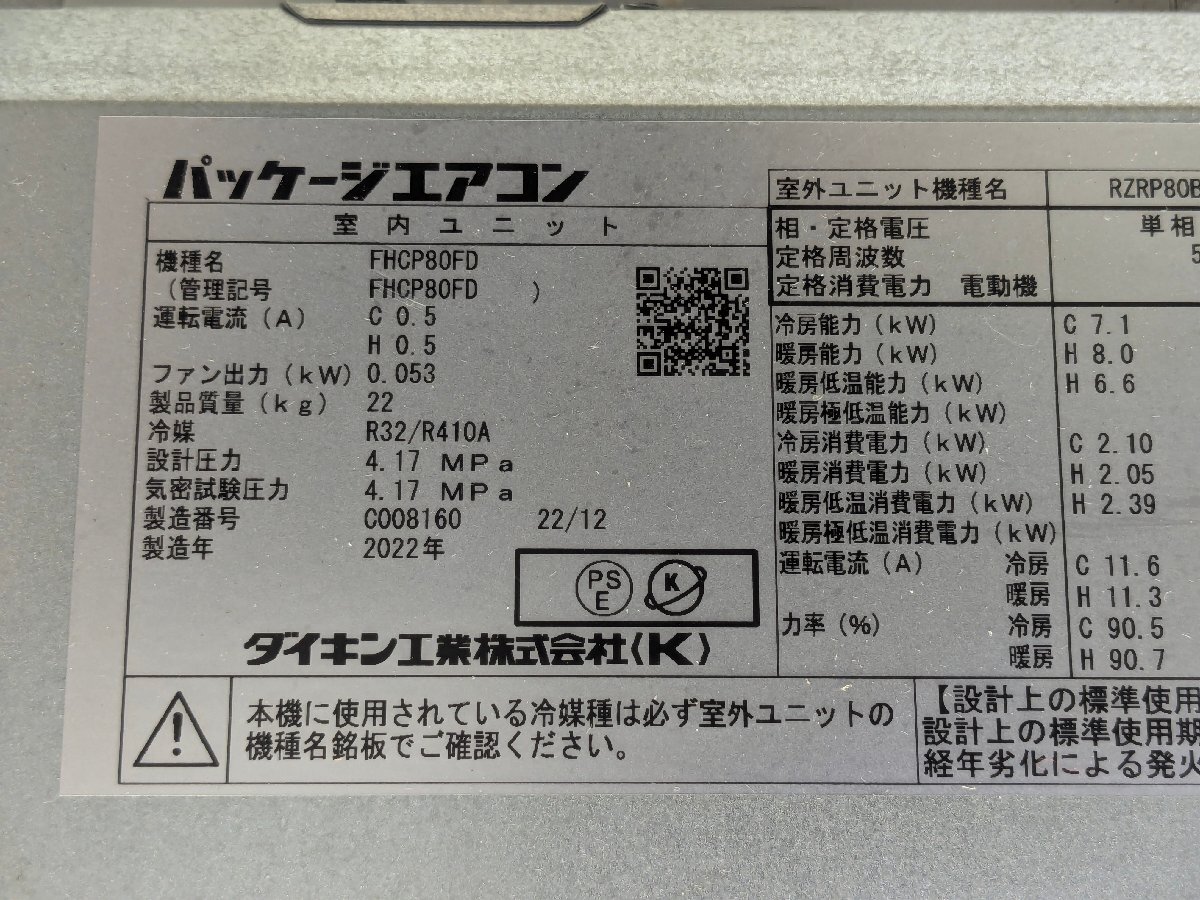 パッケージエアコン
室内ユニット
機種名 FHCP80FD
(管理記号 FHCP80FD )
運転電流(A) C 0.5
H 0.5
ファン出力(kW) 0.053
製品質量(kg) 22
冷媒 R32/R410A
設計圧力 4.17 MPa
気密試験圧力 4.17 MPa
製造番号 C008160 22/12
製造年 2022年
PS
E
K
ダイキン工業株式会社(K)
室外ユニット機種名 RZRP80B
相・定格電圧 単相
定格周波数 5
定格消費電力 電動機
冷房能力(kW) C 7.1
暖房能力(kW) H 8.0
暖房低温能力(kW) H 6.6
暖房極低温能力(kW)
冷房消費電力(kW) C 2.10
暖房消費電力(kW) H 2.05
暖房低温消費電力(kW) H 2.39
暖房極低温消費電力(kW)
運転電流(A) 冷房 C 11.6
暖房 H 11.3
力率(%) 冷房 C 90.5
暖房 H 90.7
本機に使用されている冷媒種は必ず室外ユニットの
機種名銘板でご確認ください。
【設計上の標準使用
設計上の標準使用期
経年劣化による発火